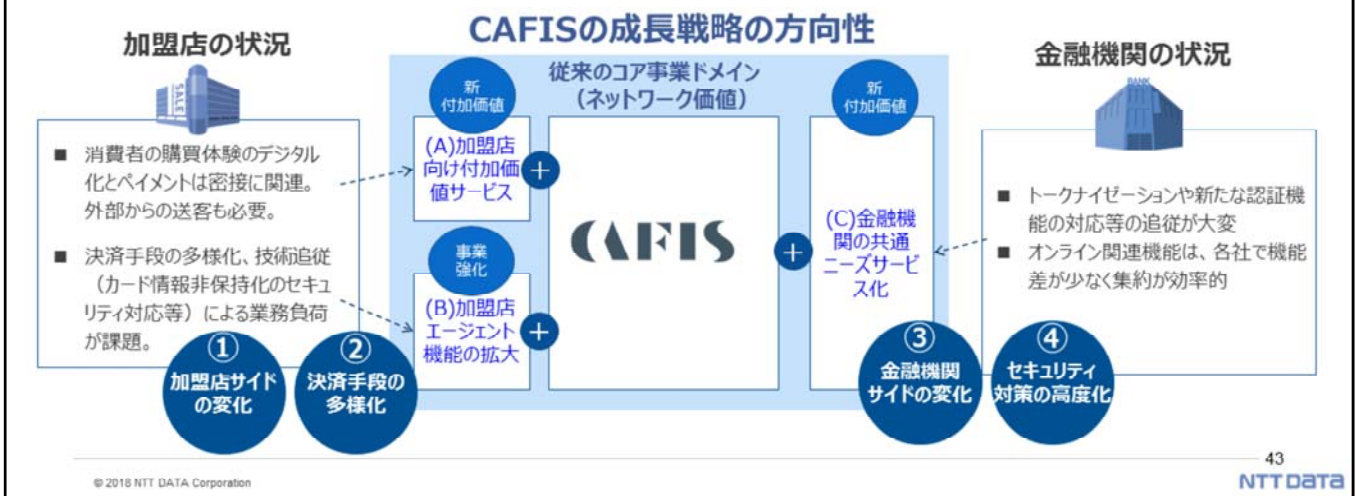 CAFISの成長戦略の方向性
加盟店の状況
SALE
■ 消費者の購買体験のデジタル
化とペイメントは密接に関連。
外部からの送客も必要。
■ 決済手段の多様化、技術追従
（カード情報非保持化のセキュ
リティ対応等）による業務負荷
が課題。
①
加盟店サイド
の変化
②
決済手段の
多様化
従来のコア事業ドメイン
（ネットワーク価値）
新
付加価値
(A)加盟店
向け付加価
値サービス
+
事業
強化
(B)加盟店
エージェント
機能の拡大
+
CAFIS
+
新
付加価値
(C)金融機
関の共通
ニーズサービ
ス化
金融機関の状況
BANK
■ トークナイゼーションや新たな認証機
能の対応等の追従が大変
■ オンライン関連機能は、各社で機能
差が少なく集約が効率的
③
金融機関
サイドの変化
④
セキュリティ
対策の高度化
© 2018 NTT DATA Corporation
43
NTT DATA